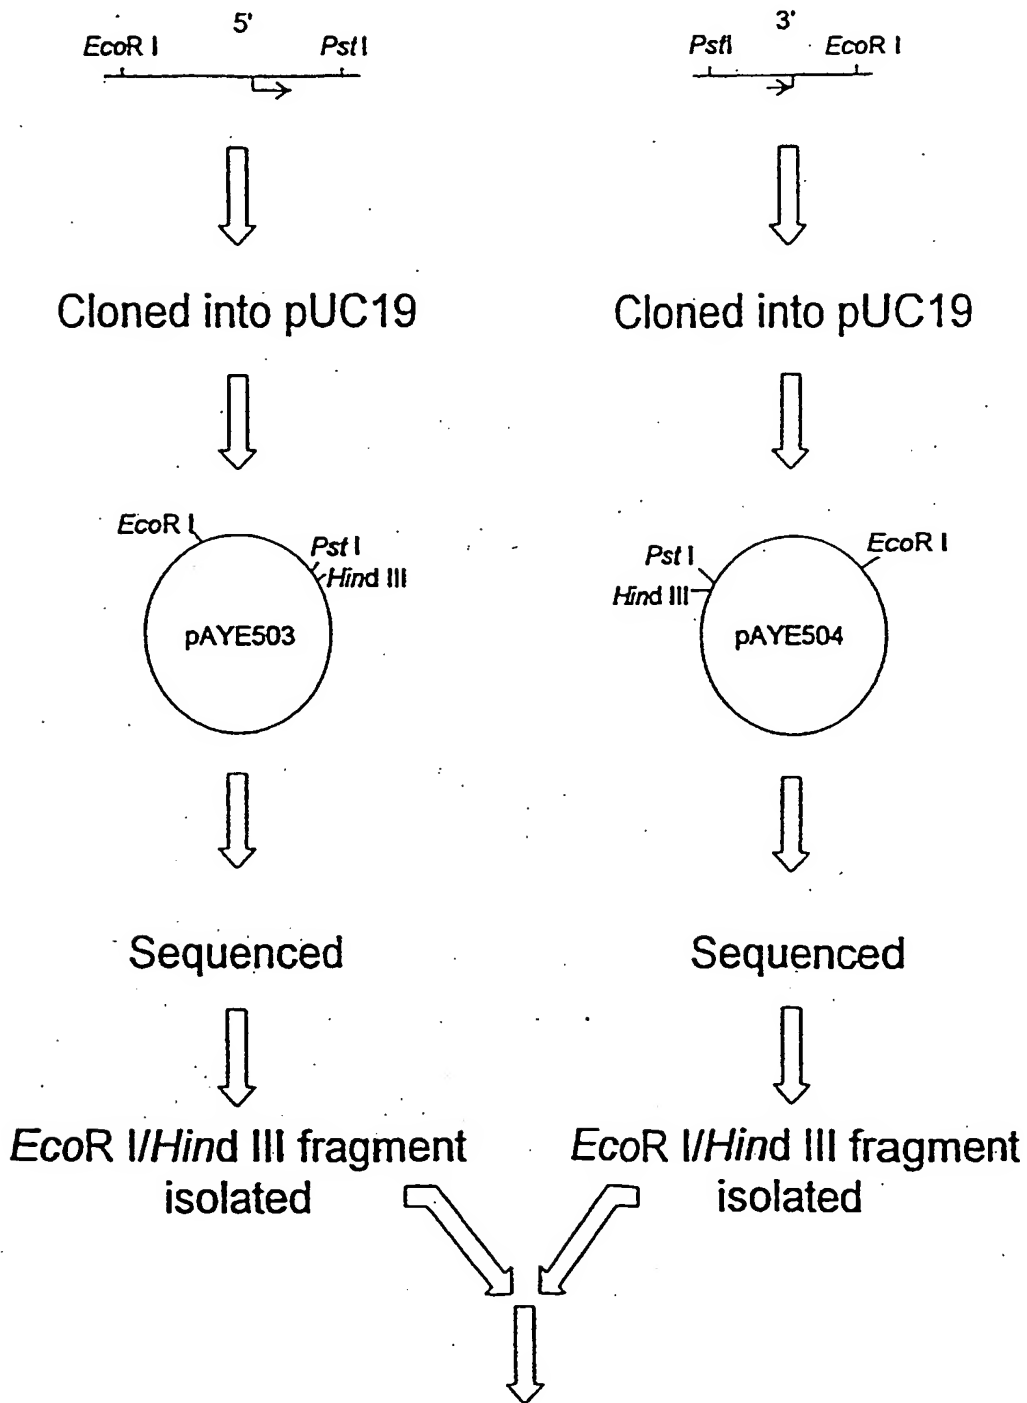 5'
EcoR I
Pst I
3'
PstI
EcoR I
Cloned into pUC19
Cloned into pUC19
EcoR I
Pst I
Hind III
pAYE503
Pst I
EcoR I
Hind III
pAYE504
Sequenced
Sequenced
EcoR I/Hind III fragment
isolated
EcoR I/Hind III fragment
isolated